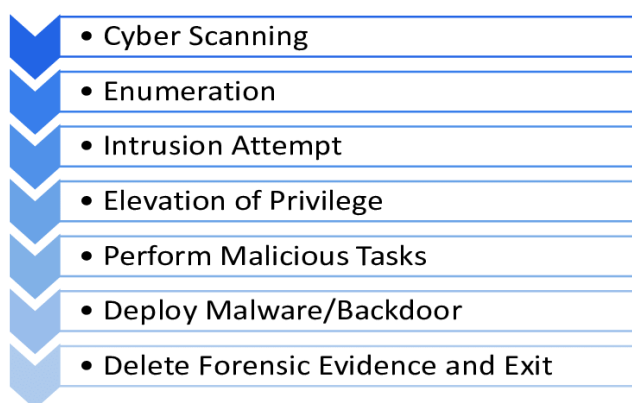 • Cyber Scanning
• Enumeration
• Intrusion Attempt
• Elevation of Privilege
• Perform Malicious Tasks
• Deploy Malware/Backdoor
• Delete Forensic Evidence and Exit